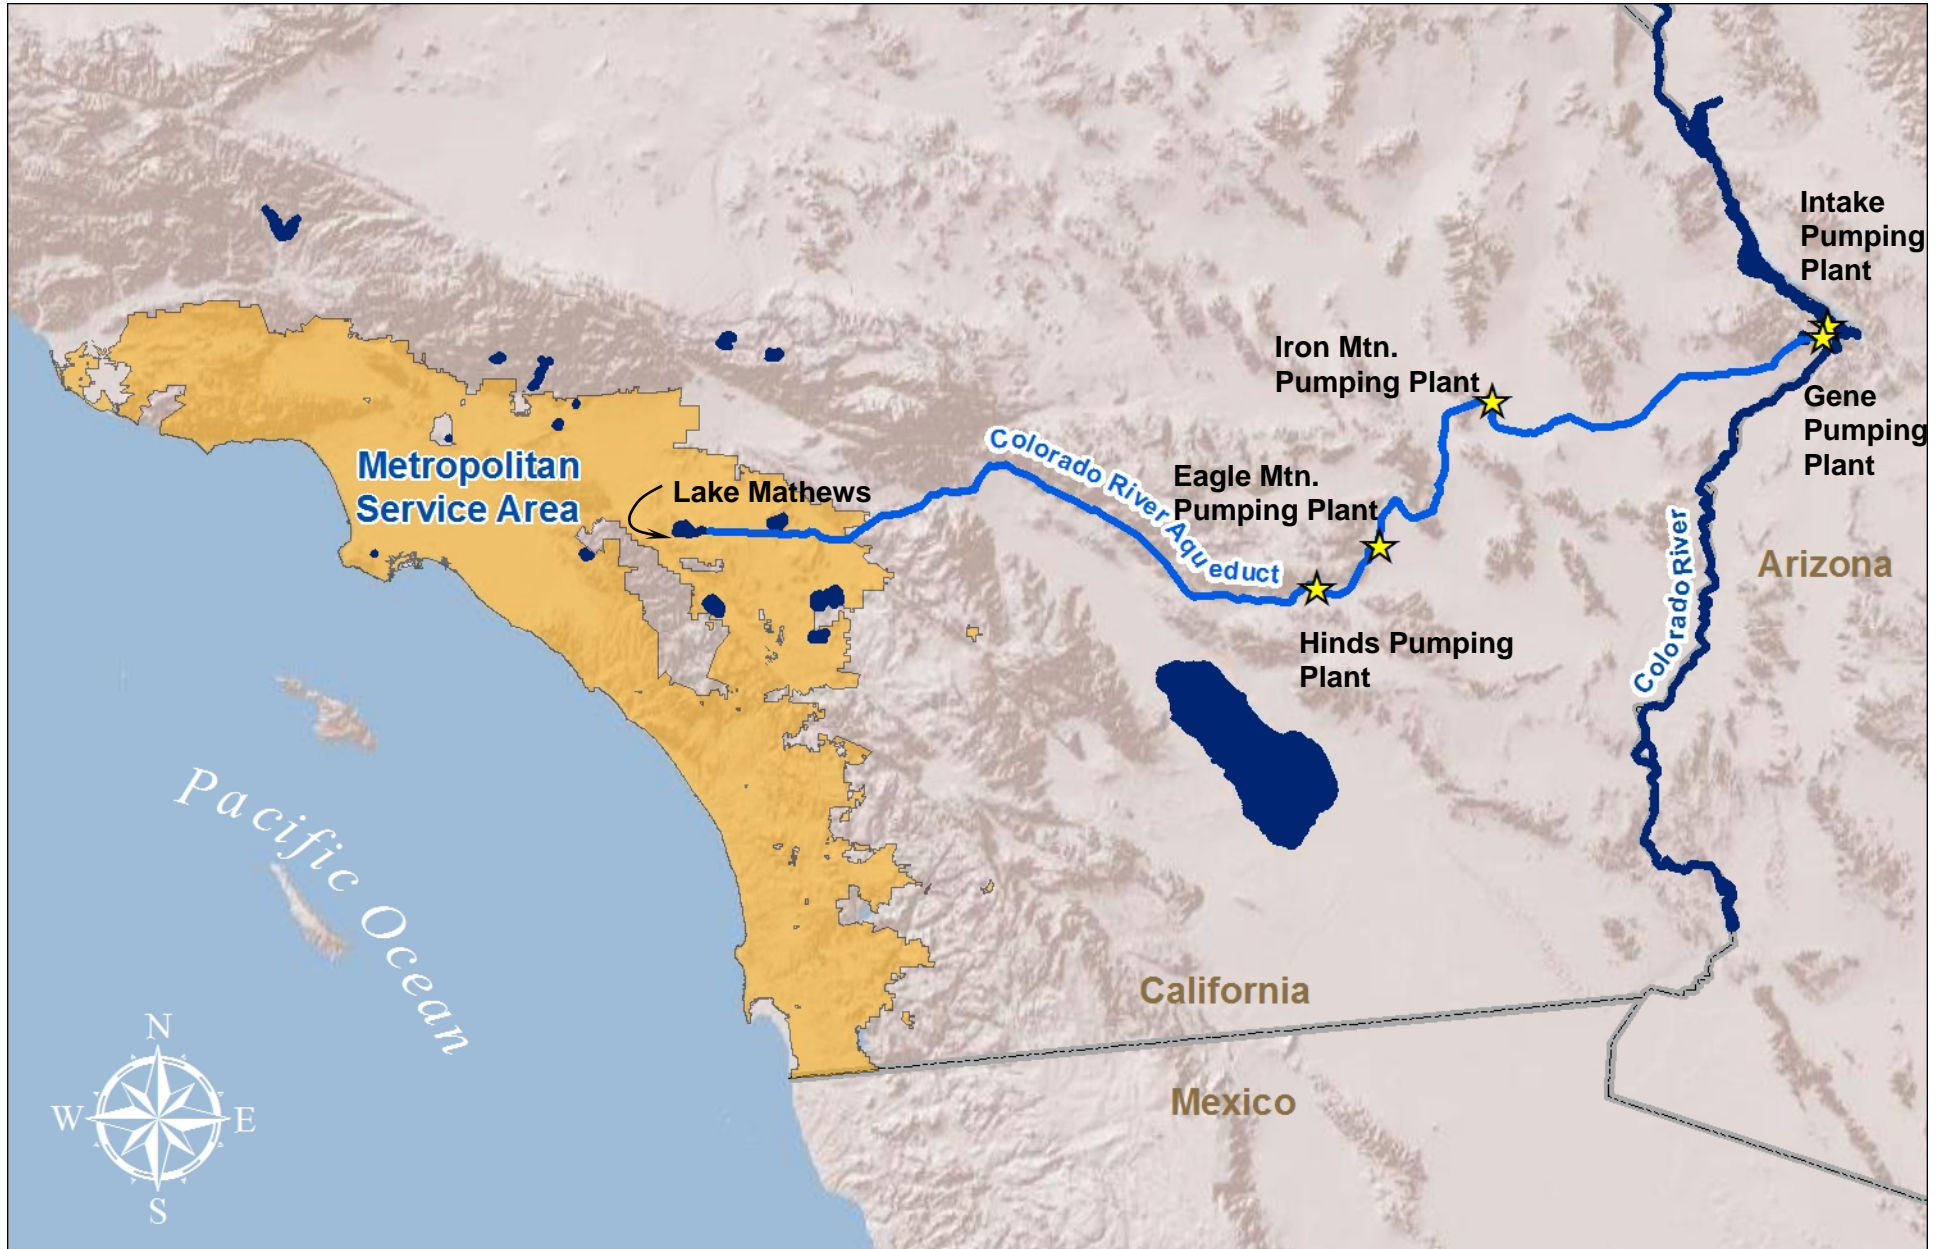 Intake
Pumping
Plant
Iron Mtn.
Pumping Plant
Gene
Pumping
Plant
Colorado River Aqueduct
Eagle Mtn.
Pumping Plant
Metropolitan
Service Area
Lake Mathews
Colorado River
Arizona
Hinds Pumping
Plant
Pacific Ocean
California
Mexico
N
W
E
S